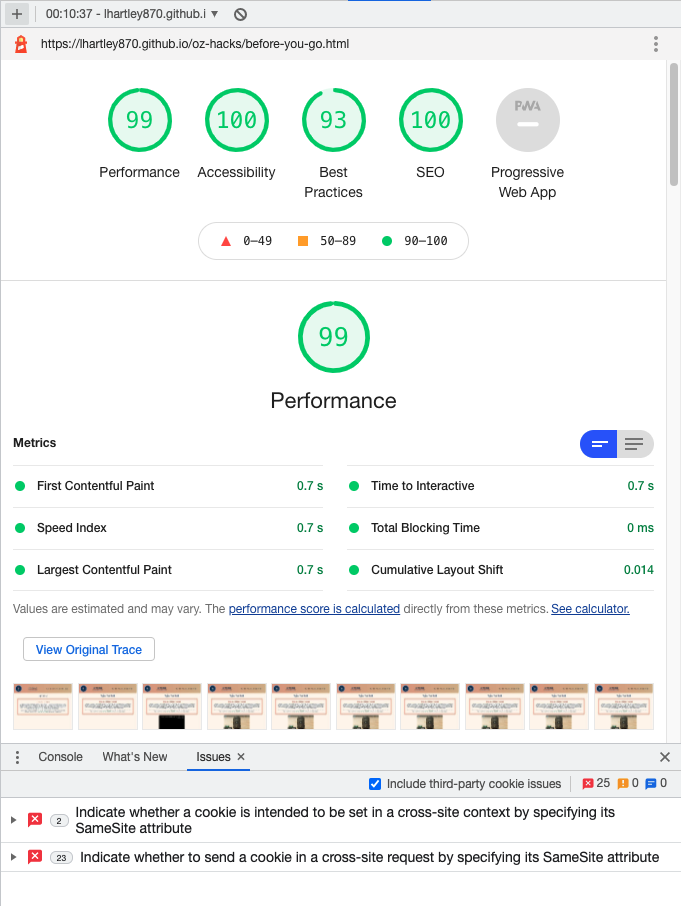 00:10:37 - lhartley870.github.i
https://lhartley870.github.io/oz-hacks/before-you-go.html
99 100 93 100 PWA
Performance Accessibility Best Practices SEO Progressive Web App
0–49 50–89 90–100
99
Performance
Metrics
First Contentful Paint 0.7 s
Time to Interactive 0.7 s
Speed Index 0.7 s
Total Blocking Time 0 ms
Largest Contentful Paint 0.7 s
Cumulative Layout Shift 0.014
Values are estimated and may vary. The performance score is calculated directly from these metrics. See calculator.
View Original Trace
Console What's New Issues
Include third-party cookie issues 25 0 0
2 Indicate whether a cookie is intended to be set in a cross-site context by specifying its
SameSite attribute
23 Indicate whether to send a cookie in a cross-site request by specifying its SameSite attribute